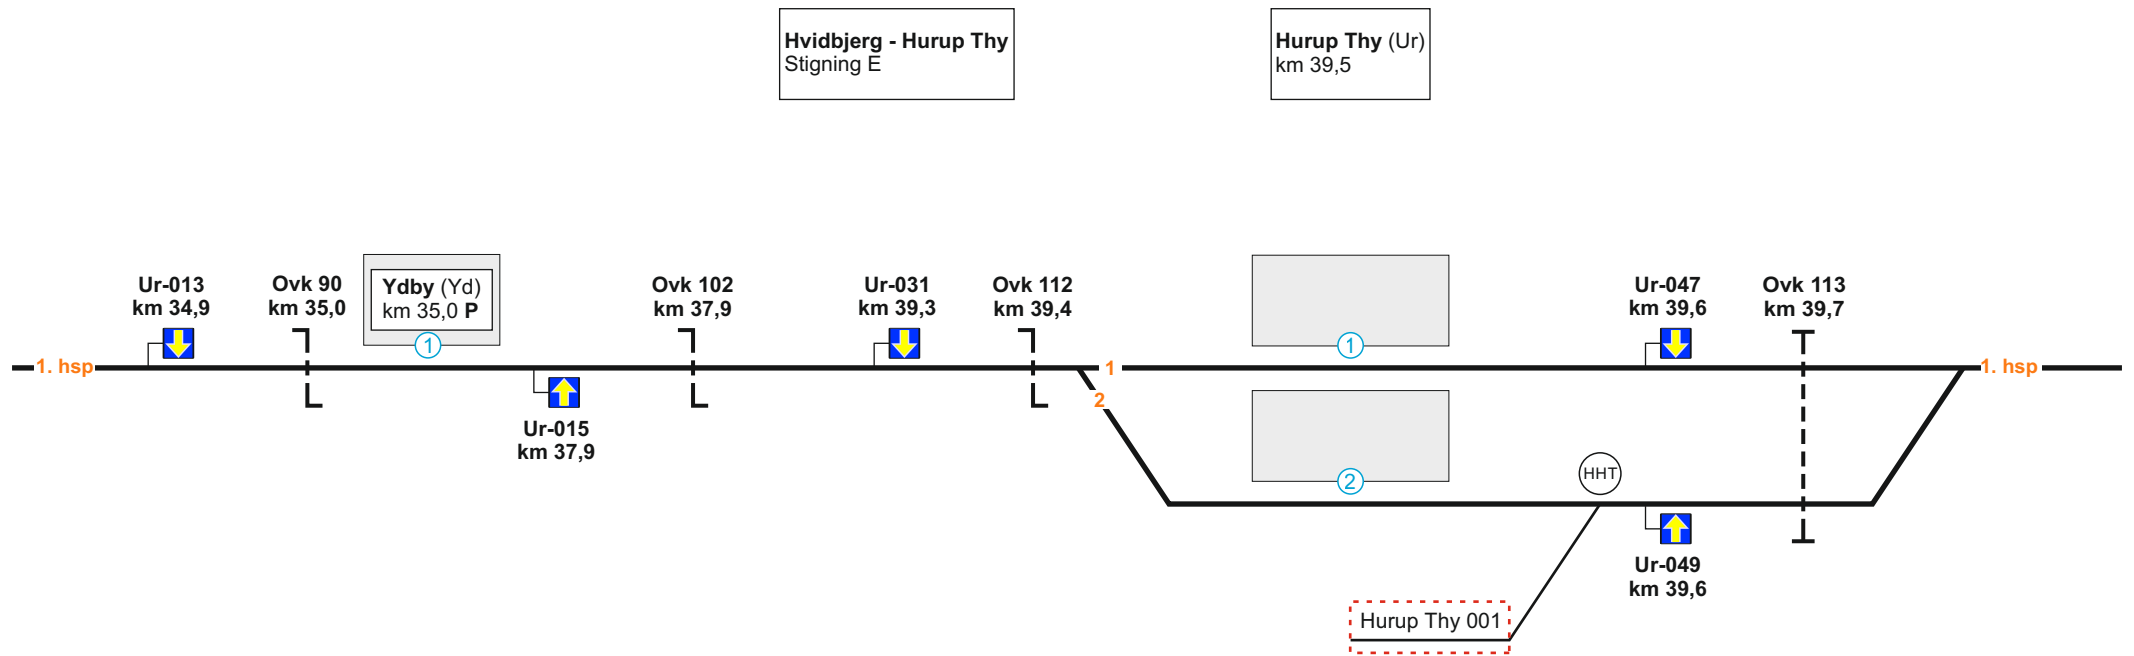 Hvidbjerg - Hurup Thy
Stigning E
Hurup Thy (Ur)
km 39,5
Ur-013
km 34,9
Ovk 90
km 35,0
Ydby (Yd)
km 35,0 P
1
Ur-015
km 37,9
Ovk 102
km 37,9
Ur-031
km 39,3
Ovk 112
km 39,4
1
Ur-047
km 39,6
Ovk 113
km 39,7
1. hsp
1
1. hsp
2
2
HHT
Ur-049
km 39,6
Hurup Thy 001